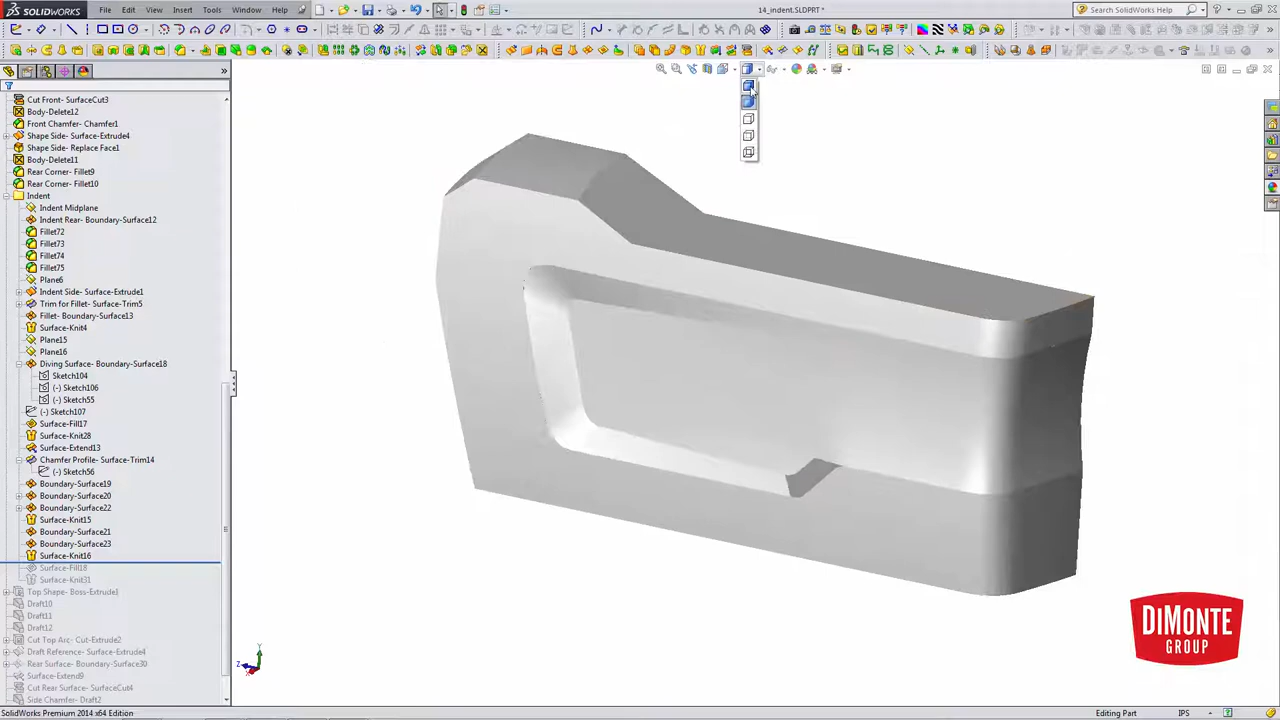 SOLIDWORKS
File Edit View Insert Tools Window Help
14_indent.SLDPRT *
Search SolidWorks Help
Cut Front- SurfaceCut3
Body-Delete12
Front Chamfer- Chamfer1
Shape Side- Surface-Extrude4
Shape Side- Replace Face1
Body-Delete11
Rear Corner- Fillet9
Rear Corner- Fillet10
Indent
Indent Midplane
Indent Rear- Boundary-Surface12
Fillet72
Fillet73
Fillet74
Fillet75
Plane6
Indent Side- Surface-Extrude1
Trim for Fillet- Surface-Trim5
Fillet- Boundary-Surface13
Surface-Knit4
Plane15
Plane16
Diving Surface- Boundary-Surface18
Sketch104
(-) Sketch106
(-) Sketch55
(-) Sketch107
Surface-Fill17
Surface-Knit28
Surface-Extend13
Chamfer Profile- Surface-Trim14
(-) Sketch56
Boundary-Surface19
Boundary-Surface20
Boundary-Surface22
Surface-Knit15
Boundary-Surface21
Boundary-Surface23
Surface-Knit16
Surface-Fill18
Surface-Knit31
Top Shape- Boss-Extrude1
Draft10
Draft11
Draft12
Cut Top Arc- Cut-Extrude2
Draft Reference- Surface-Extrude4
Rear Surface- Boundary-Surface30
Surface-Extend9
Cut Rear Surface- SurfaceCut4
Side Chamfer- Draft2
Y
Z
X
DIMONTE
GROUP
SolidWorks Premium 2014 x64 Edition
Editing Part
IPS